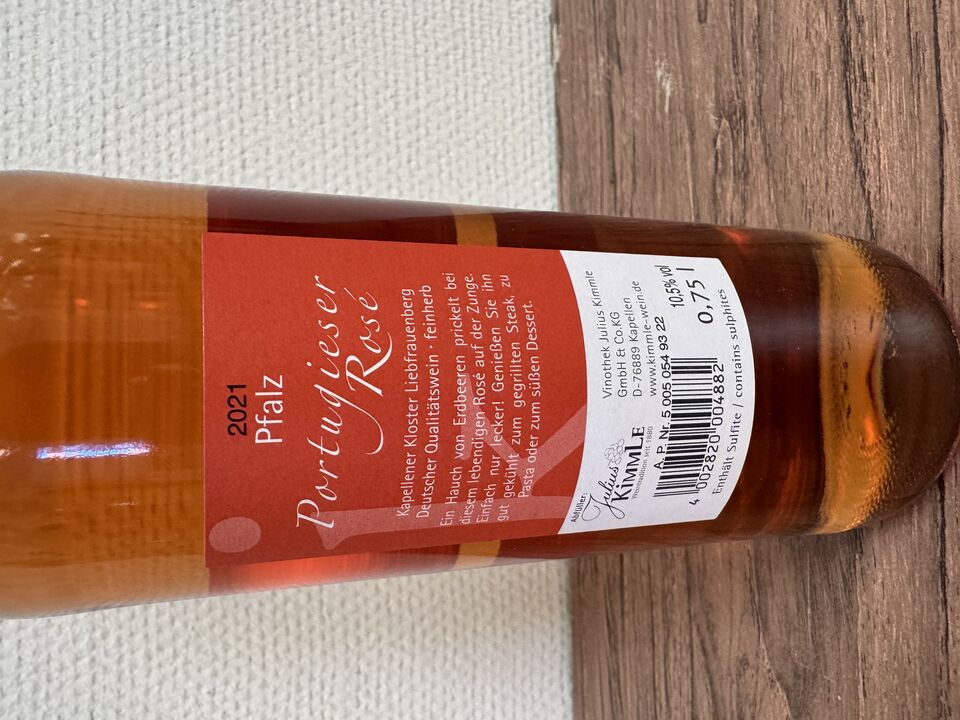 2021
Pfalz
Portugieser
Rosé
Kapellener Kloster Liebfrauenberg
Deutscher Qualitätswein · feinherb
Ein Hauch von Erdbeeren prickelt bei
diesem lebendigen Rosé auf der Zunge.
Einfach nur lecker! Genießen Sie ihn
gut gekühlt zum gegrillten Steak, zu
Pasta oder zum süßen Dessert.
Abfüller:
Julius
KIMMLE
Weintradition seit 1880
Vinothek Julius Kimmle
GmbH & Co.KG
D-76889 Kapellen
www.kimmle-wein.de
A. P. Nr. 5 005 054 93 22
10,5% vol
0,75 l
4 002820 004882
Enthält Sulfite / contains sulphites